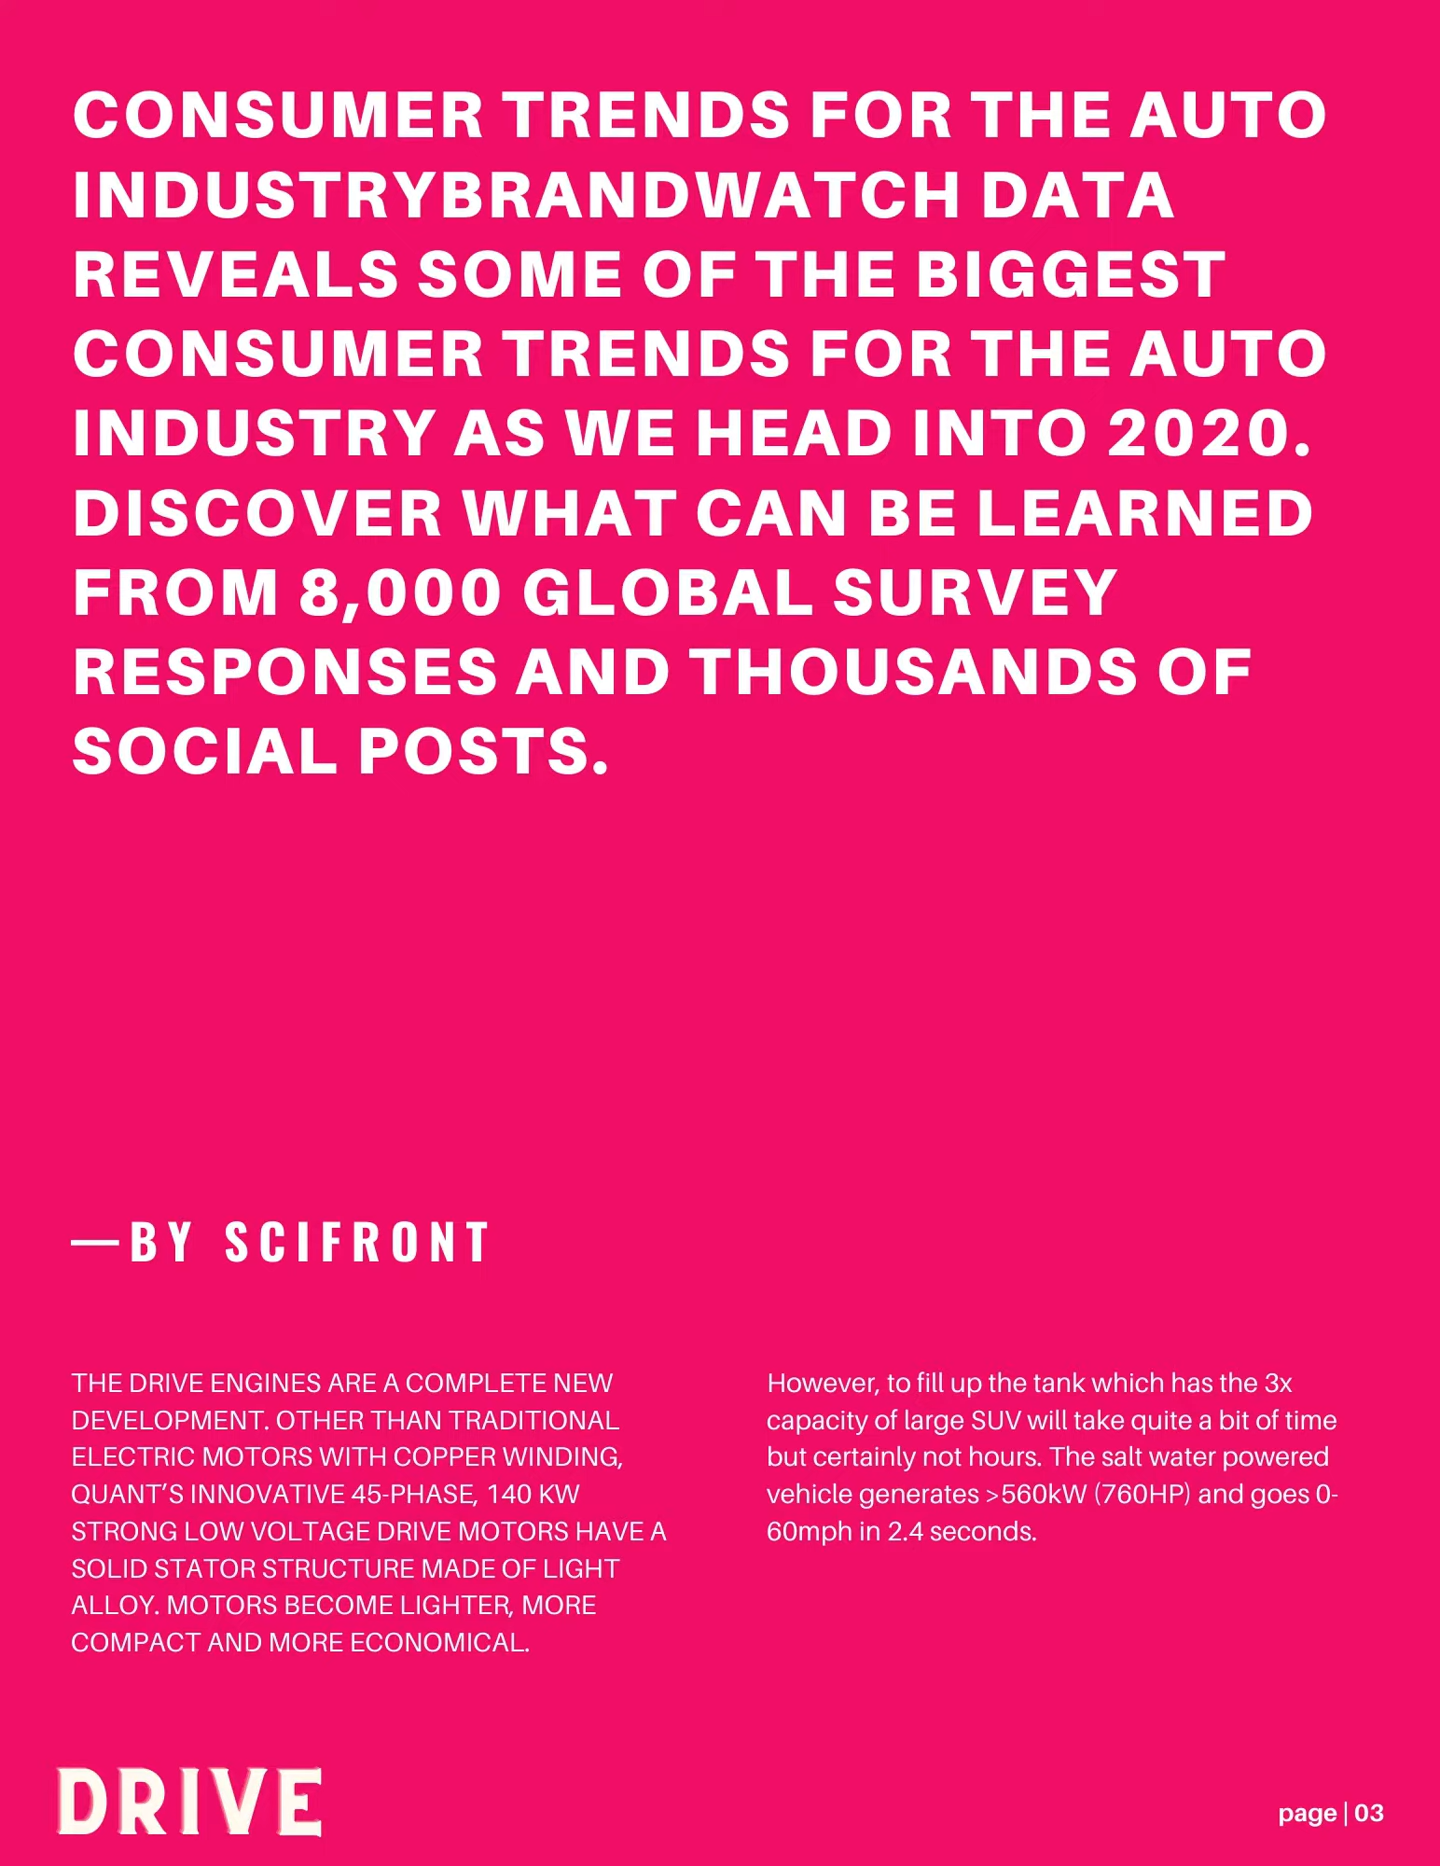 CONSUMER TRENDS FOR THE AUTO
INDUSTRYBRANDWATCH DATA
REVEALS SOME OF THE BIGGEST
CONSUMER TRENDS FOR THE AUTO
INDUSTRY AS WE HEAD INTO 2020.
DISCOVER WHAT CAN BE LEARNED
FROM 8,000 GLOBAL SURVEY
RESPONSES AND THOUSANDS OF
SOCIAL POSTS.
—BY SCIFRONT
THE DRIVE ENGINES ARE A COMPLETE NEW
DEVELOPMENT. OTHER THAN TRADITIONAL
ELECTRIC MOTORS WITH COPPER WINDING,
QUANT’S INNOVATIVE 45-PHASE, 140 KW
STRONG LOW VOLTAGE DRIVE MOTORS HAVE A
SOLID STATOR STRUCTURE MADE OF LIGHT
ALLOY. MOTORS BECOME LIGHTER, MORE
COMPACT AND MORE ECONOMICAL.
However, to fill up the tank which has the 3x
capacity of large SUV will take quite a bit of time
but certainly not hours. The salt water powered
vehicle generates >560kW (760HP) and goes 0-
60mph in 2.4 seconds.
DRIVE
page | 03